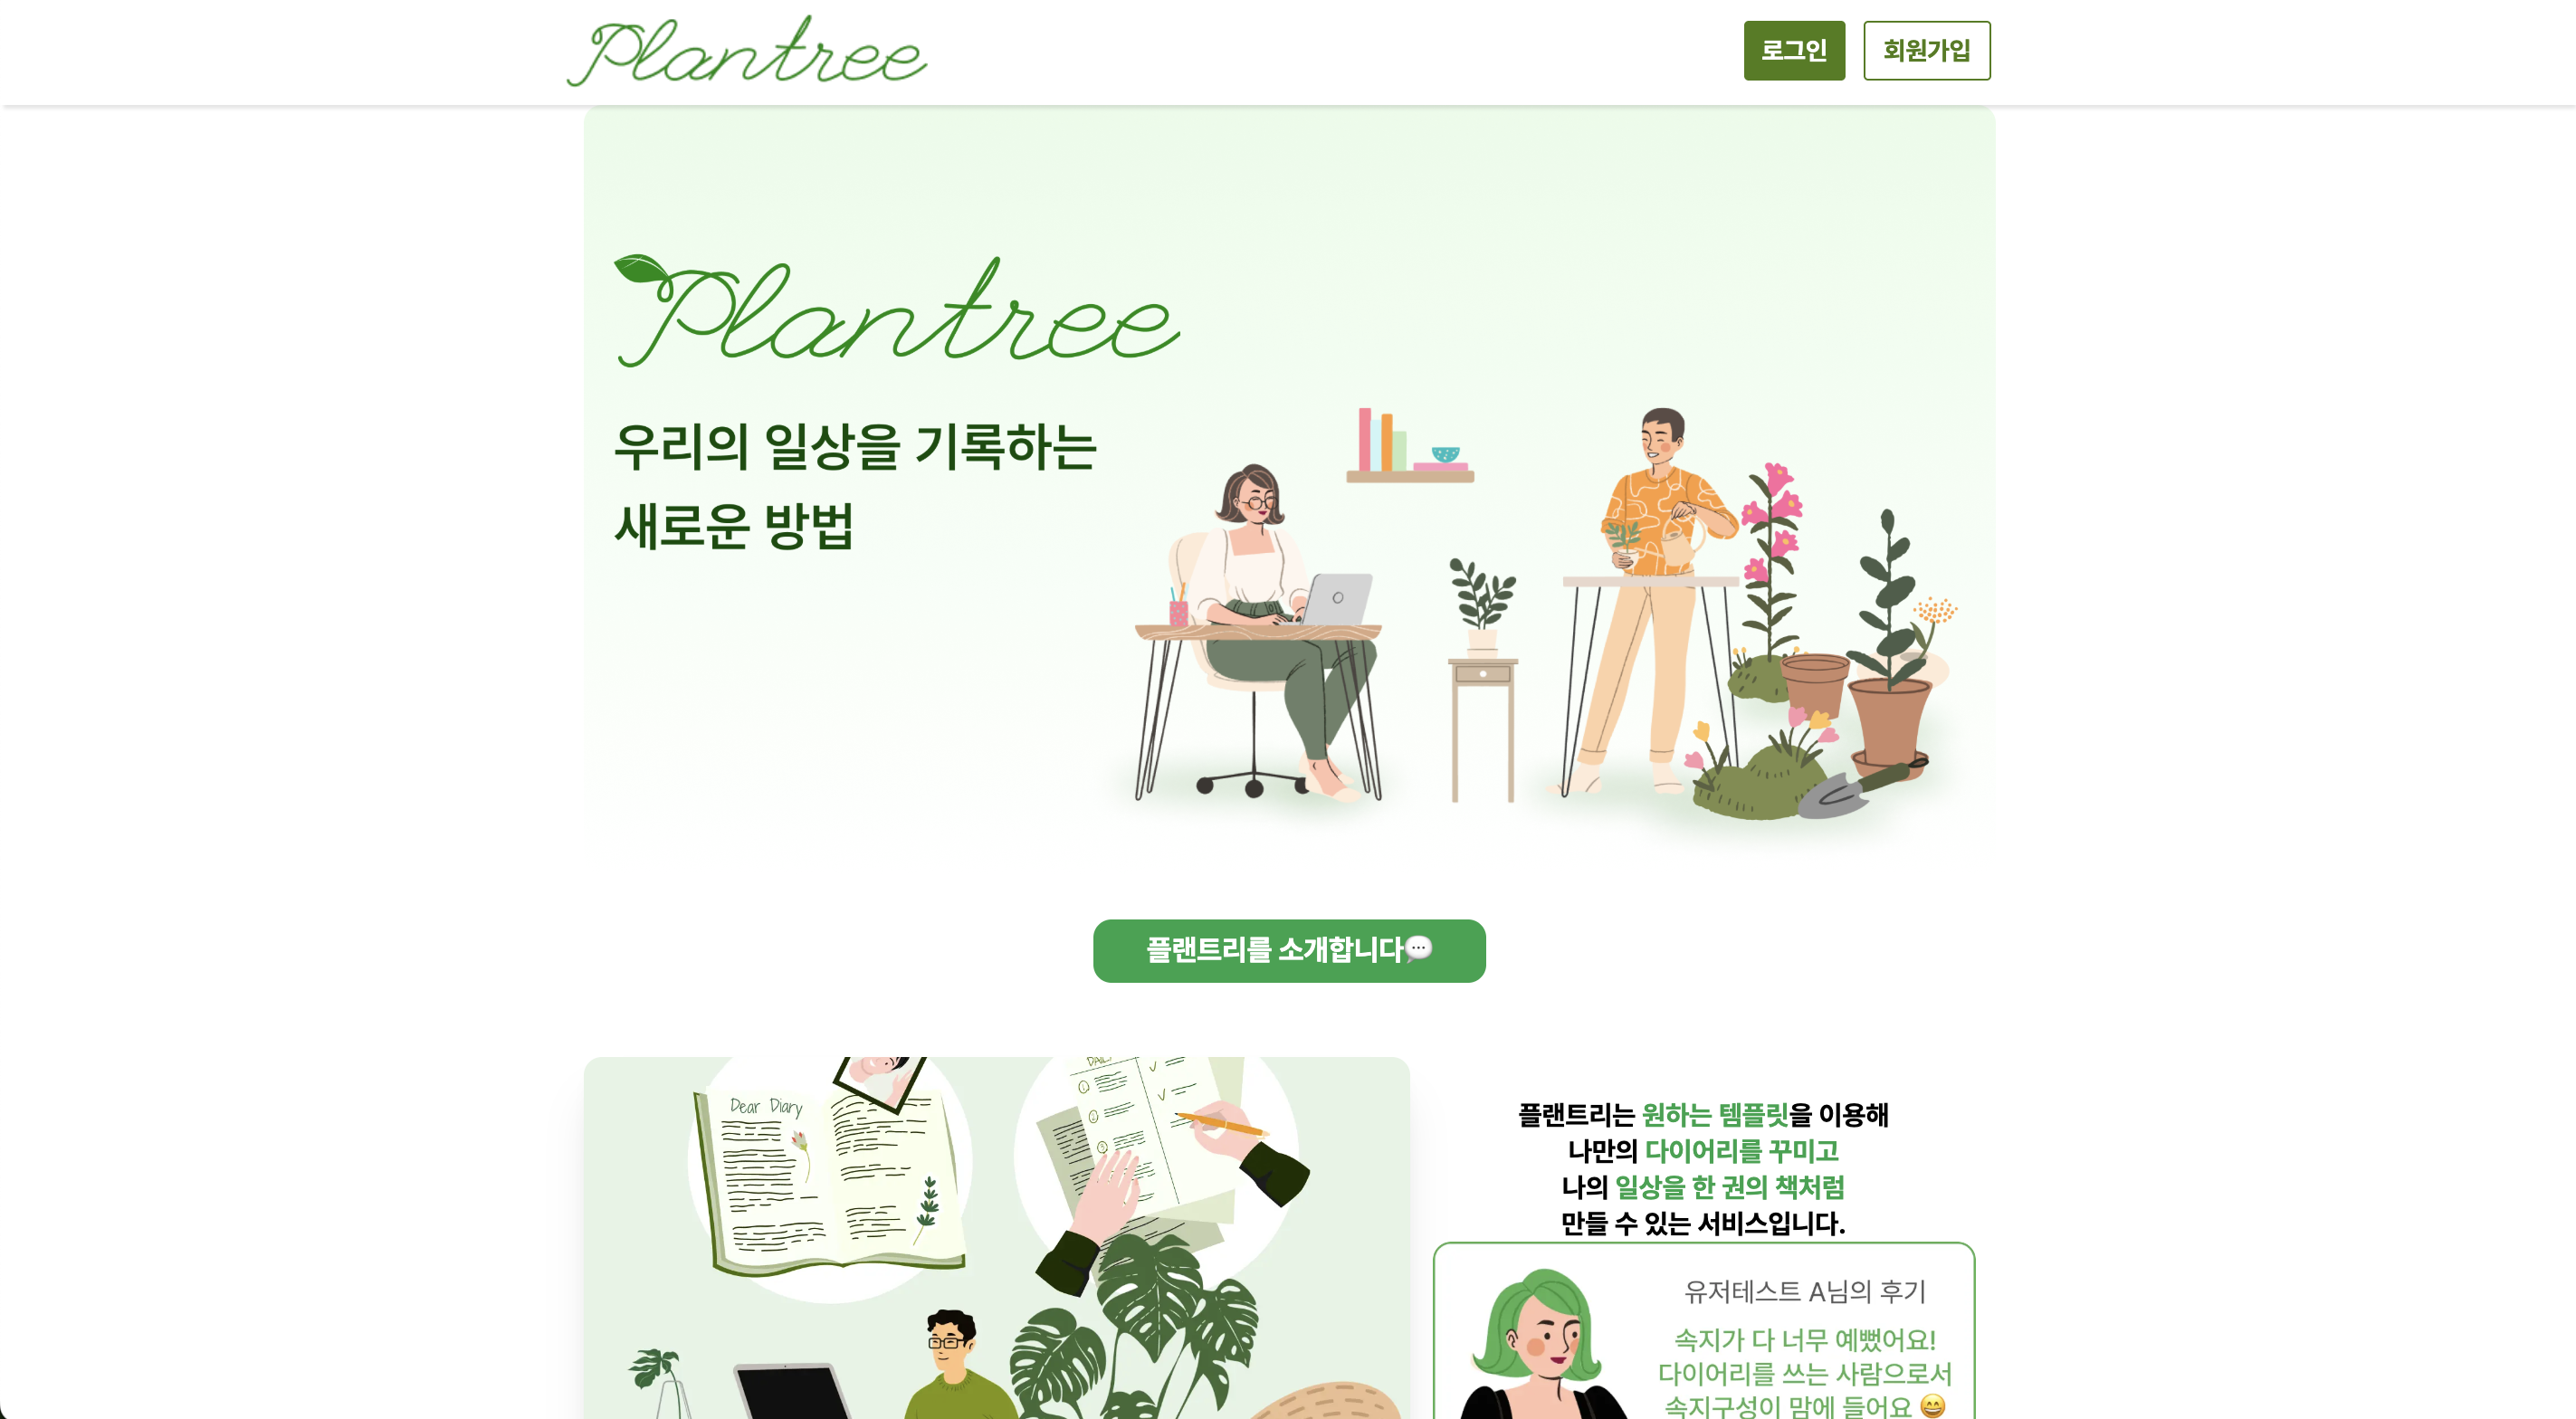 Plantree
로그인
회원가입
Plantree
우리의 일상을 기록하는
새로운 방법
플랜트리를 소개합니다
Dear Diary
플랜트리는 원하는 템플릿을 이용해
나만의 다이어리를 꾸미고
나의 일상을 한 권의 책처럼
만들 수 있는 서비스입니다.
유저테스트 A님의 후기
속지가 다 너무 예뻤어요!
다이어리를 쓰는 사람으로서
속지구성이 맘에 들어요 😄